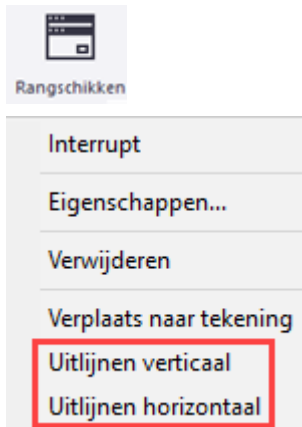 Rangschikken
Interrupt
Eigenschappen...
Verwijderen
Verplaats naar tekening
Uitlijnen verticaal
Uitlijnen horizontaal